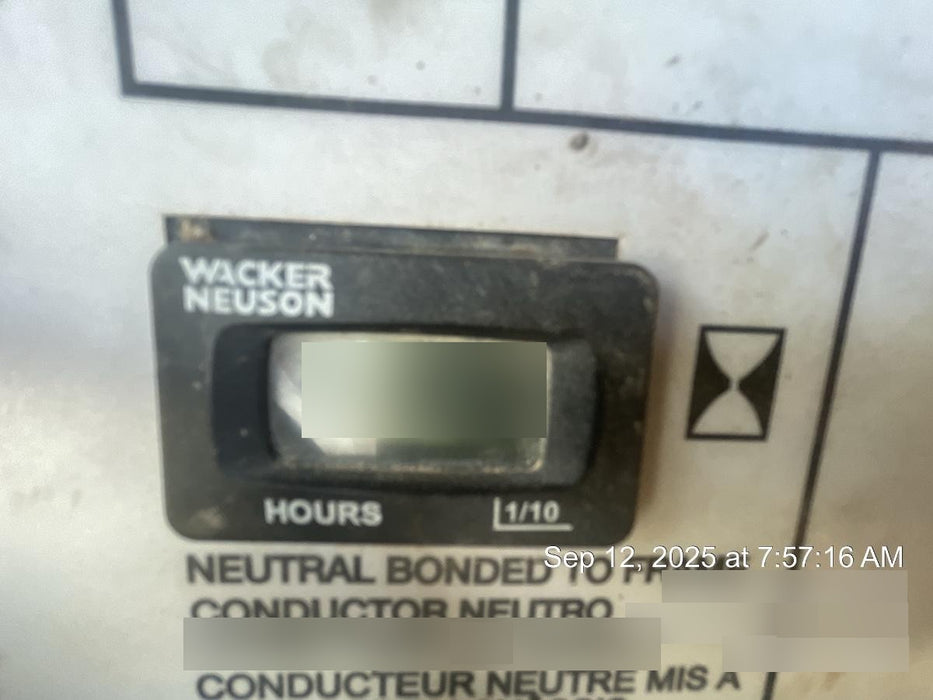 WACKER
NEUSON
HOURS 1/10
Sep 12, 2025 at 7:57:16 AM
NEUTRAL BONDED TO
CONDUCTOR NEUTRO
CONDUCTEUR NEUTRE MIS A